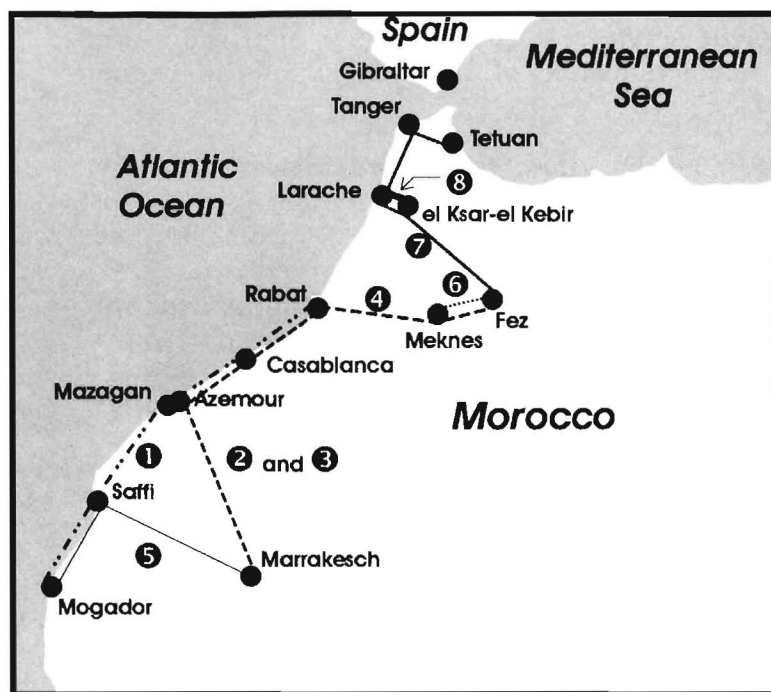 Spain
Gibraltar
Mediterranean
Sea
Tanger
Tetuan
Atlantic
Ocean
Larache
8
el Ksar-el Kebir
7
Rabat
4
6
Fez
Meknes
Casablanca
Mazagan
Azemour
Morocco
1
2 and 3
Saffi
5
Marrakesch
Mogador